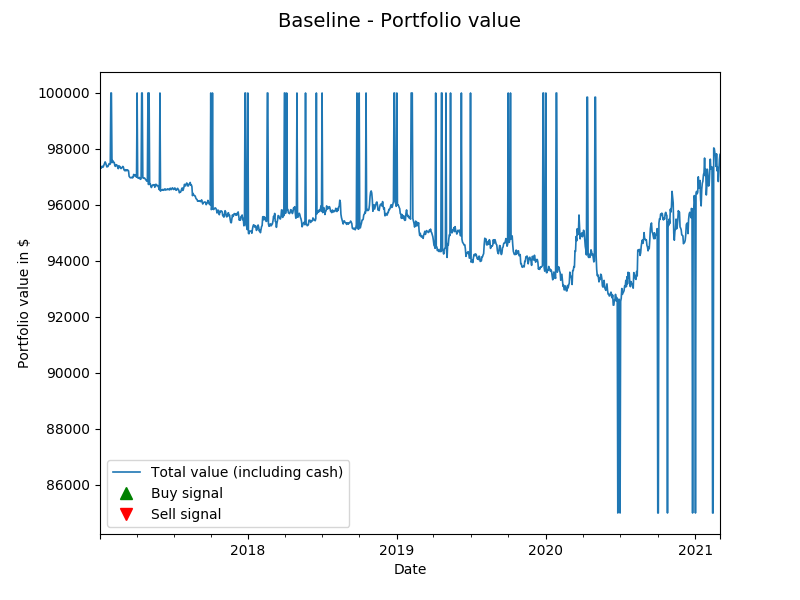 Baseline - Portfolio value
100000
98000
96000
94000
92000
90000
88000
86000
Portfolio value in $
Total value (including cash)
Buy signal
Sell signal
2018
2019
2020
2021
Date